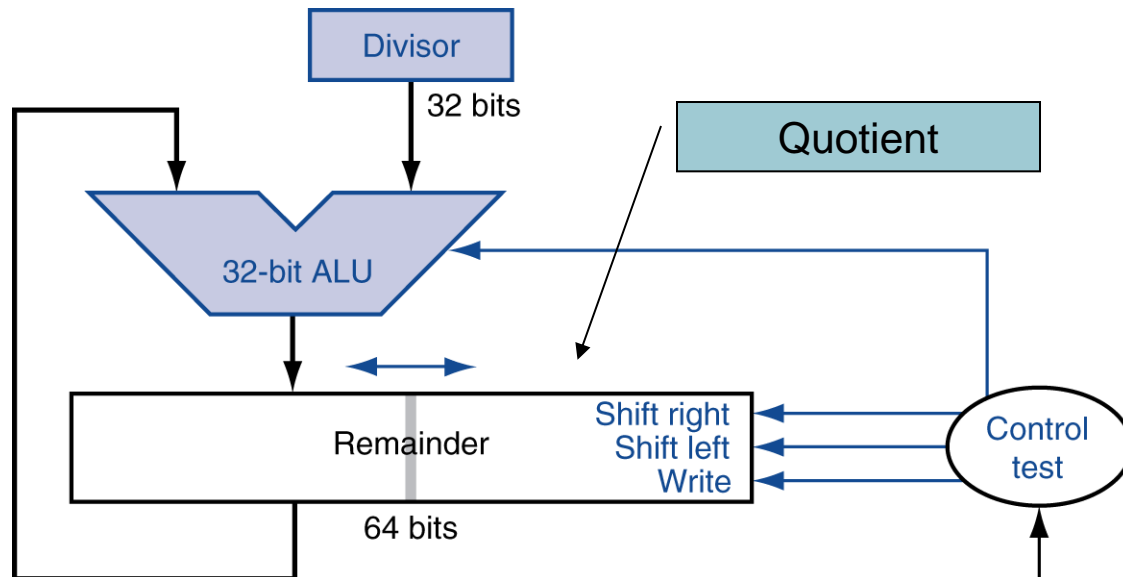 Divisor
32 bits
Quotient
32-bit ALU
Remainder
Shift right
Shift left
Write
Control
test
64 bits